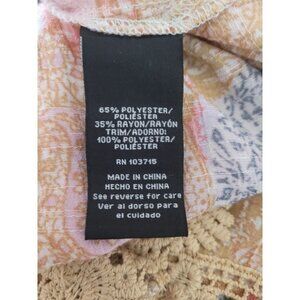 65% POLYESTER/
POLIÉSTER
35% RAYON/RAYÓN
TRIM/ADORNO:
100% POLYESTER/
POLIÉSTER
RN 103715
MADE IN CHINA
HECHO EN CHINA
See reverse for care
Ver al dorso para
el cuidado